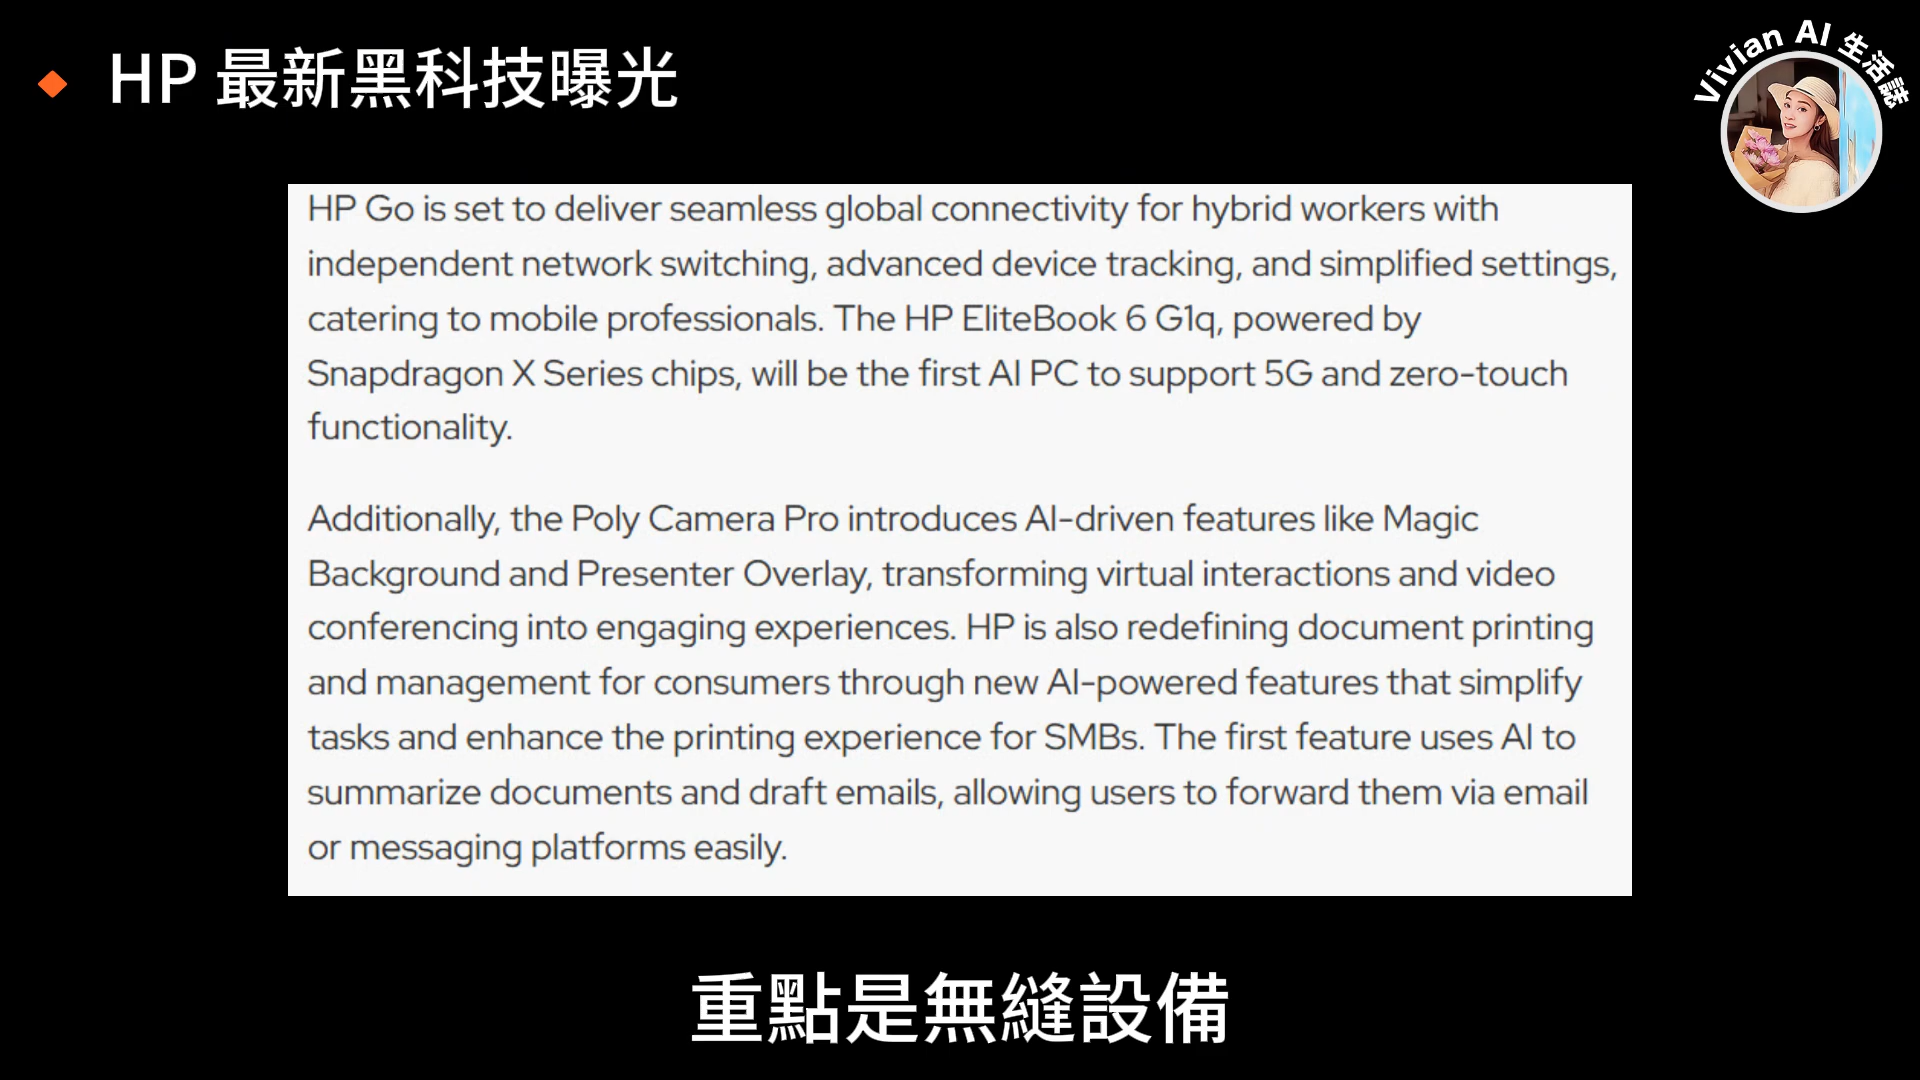 HP 最新黑科技曝光
Vivian AI 生活誌
HP Go is set to deliver seamless global connectivity for hybrid workers with
independent network switching, advanced device tracking, and simplified settings,
catering to mobile professionals. The HP EliteBook 6 G1q, powered by
Snapdragon X Series chips, will be the first AI PC to support 5G and zero-touch
functionality.
Additionally, the Poly Camera Pro introduces AI-driven features like Magic
Background and Presenter Overlay, transforming virtual interactions and video
conferencing into engaging experiences. HP is also redefining document printing
and management for consumers through new AI-powered features that simplify
tasks and enhance the printing experience for SMBs. The first feature uses AI to
summarize documents and draft emails, allowing users to forward them via email
or messaging platforms easily.
重點是無縫設備